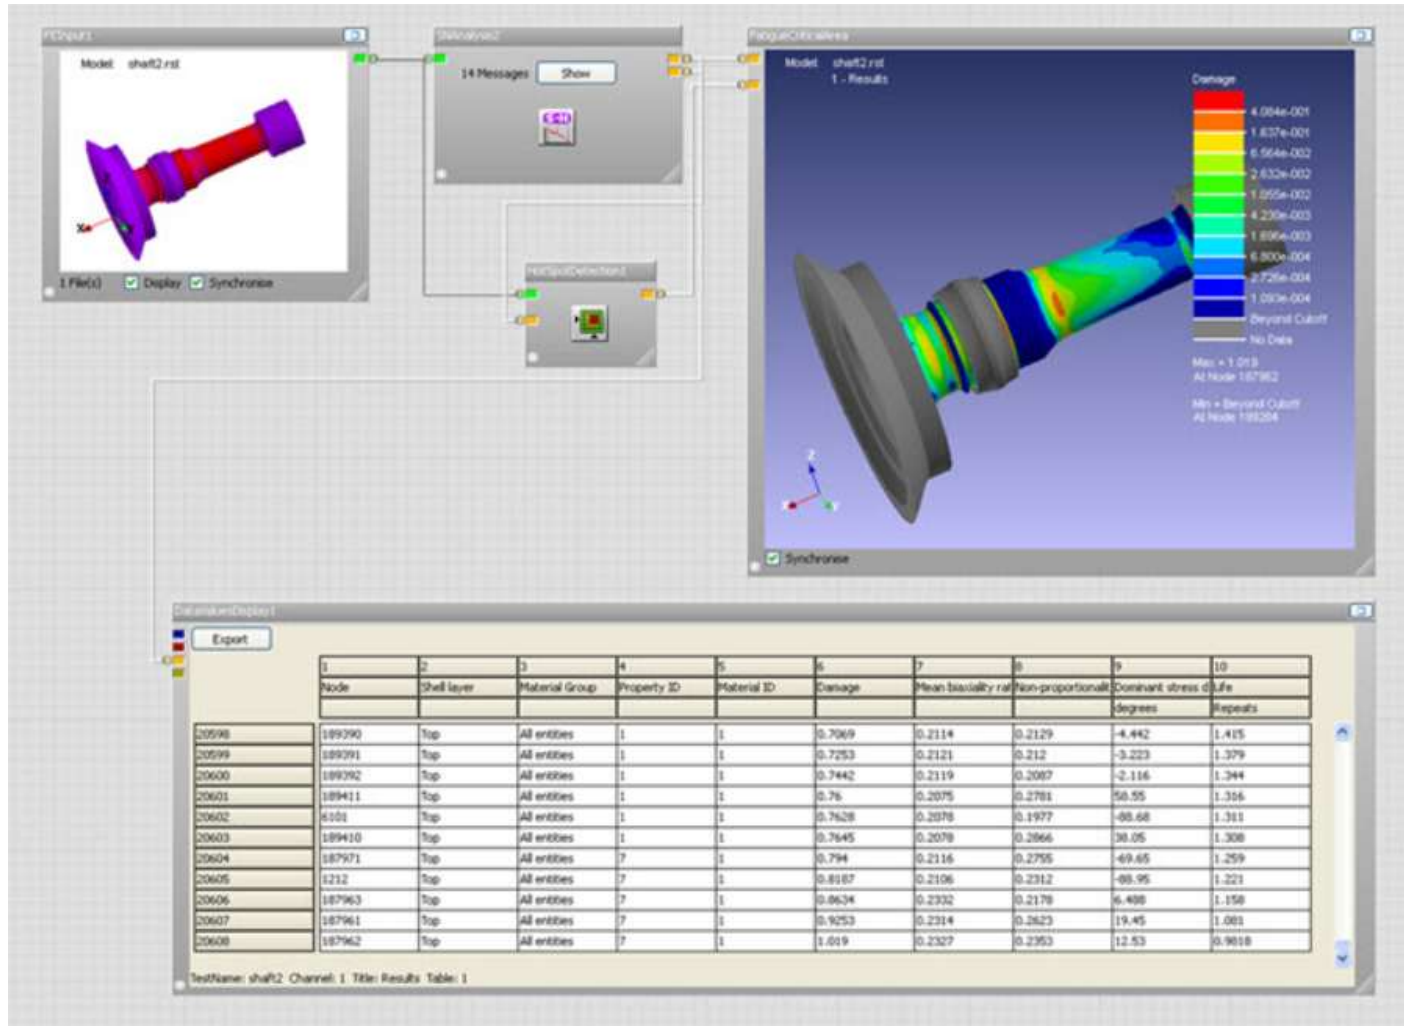 FEInput1
Model: shaft2.rst
X
1 File(s) Display Synchronise
SNAnalysis2
14 Messages Show
S-N
HotSpotDetection1
FatigueCriticalArea
Model: shaft2.rst
1 - Results
Damage
4.084e-001
1.637e-001
6.564e-002
2.632e-002
1.055e-002
4.230e-003
1.696e-003
6.800e-004
2.726e-004
1.093e-004
Beyond Cutoff
No Data
Max = 1.019
At Node 187962
Min = Beyond Cutoff
At Node 189204
Z
X Y
Synchronise
Export
1 2 3 4 5 6 7 8 9 10
Node Shell layer Material Group Property ID Material ID Damage Mean biaxiality rat Non-proportionalit Dominant stress d Life
degrees Repeats
20598 189390 Top All entities 1 1 0.7069 0.2114 0.2129 -4.442 1.415
20599 189391 Top All entities 1 1 0.7253 0.2121 0.212 -3.223 1.379
20600 189392 Top All entities 1 1 0.7442 0.2119 0.2087 -2.116 1.344
20601 189411 Top All entities 1 1 0.76 0.2075 0.2781 58.55 1.316
20602 6101 Top All entities 1 1 0.7628 0.2078 0.1977 -88.68 1.311
20603 189410 Top All entities 1 1 0.7645 0.2078 0.2866 38.05 1.308
20604 187971 Top All entities 7 1 0.794 0.2116 0.2755 -69.65 1.259
20605 1212 Top All entities 7 1 0.8187 0.2106 0.2312 -88.95 1.221
20606 187963 Top All entities 7 1 0.8634 0.2332 0.2178 6.488 1.158
20607 187961 Top All entities 7 1 0.9253 0.2314 0.2623 19.45 1.081
20608 187962 Top All entities 7 1 1.019 0.2327 0.2353 12.53 0.9818
TestName: shaft2 Channel: 1 Title: Results Table: 1